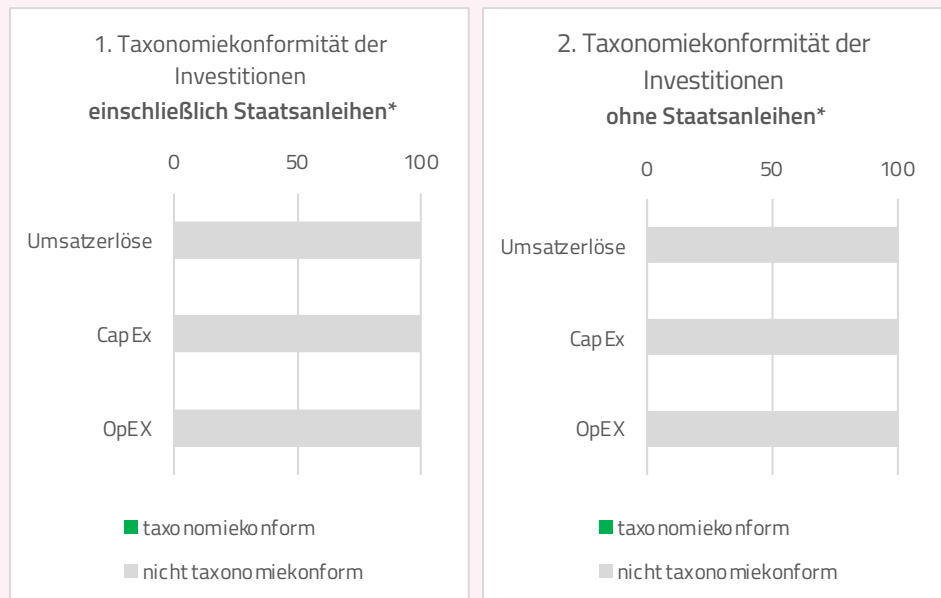 1. Taxonomiekonformität der
Investitionen
einschließlich Staatsanleihen*
0 50 100
Umsatzerlöse
CapEx
OpEX
taxonomiekonform
nicht taxonomiekonform
2. Taxonomiekonformität der
Investitionen
ohne Staatsanleihen*
0 50 100
Umsatzerlöse
CapEx
OpEX
taxonomiekonform
nicht taxonomiekonform